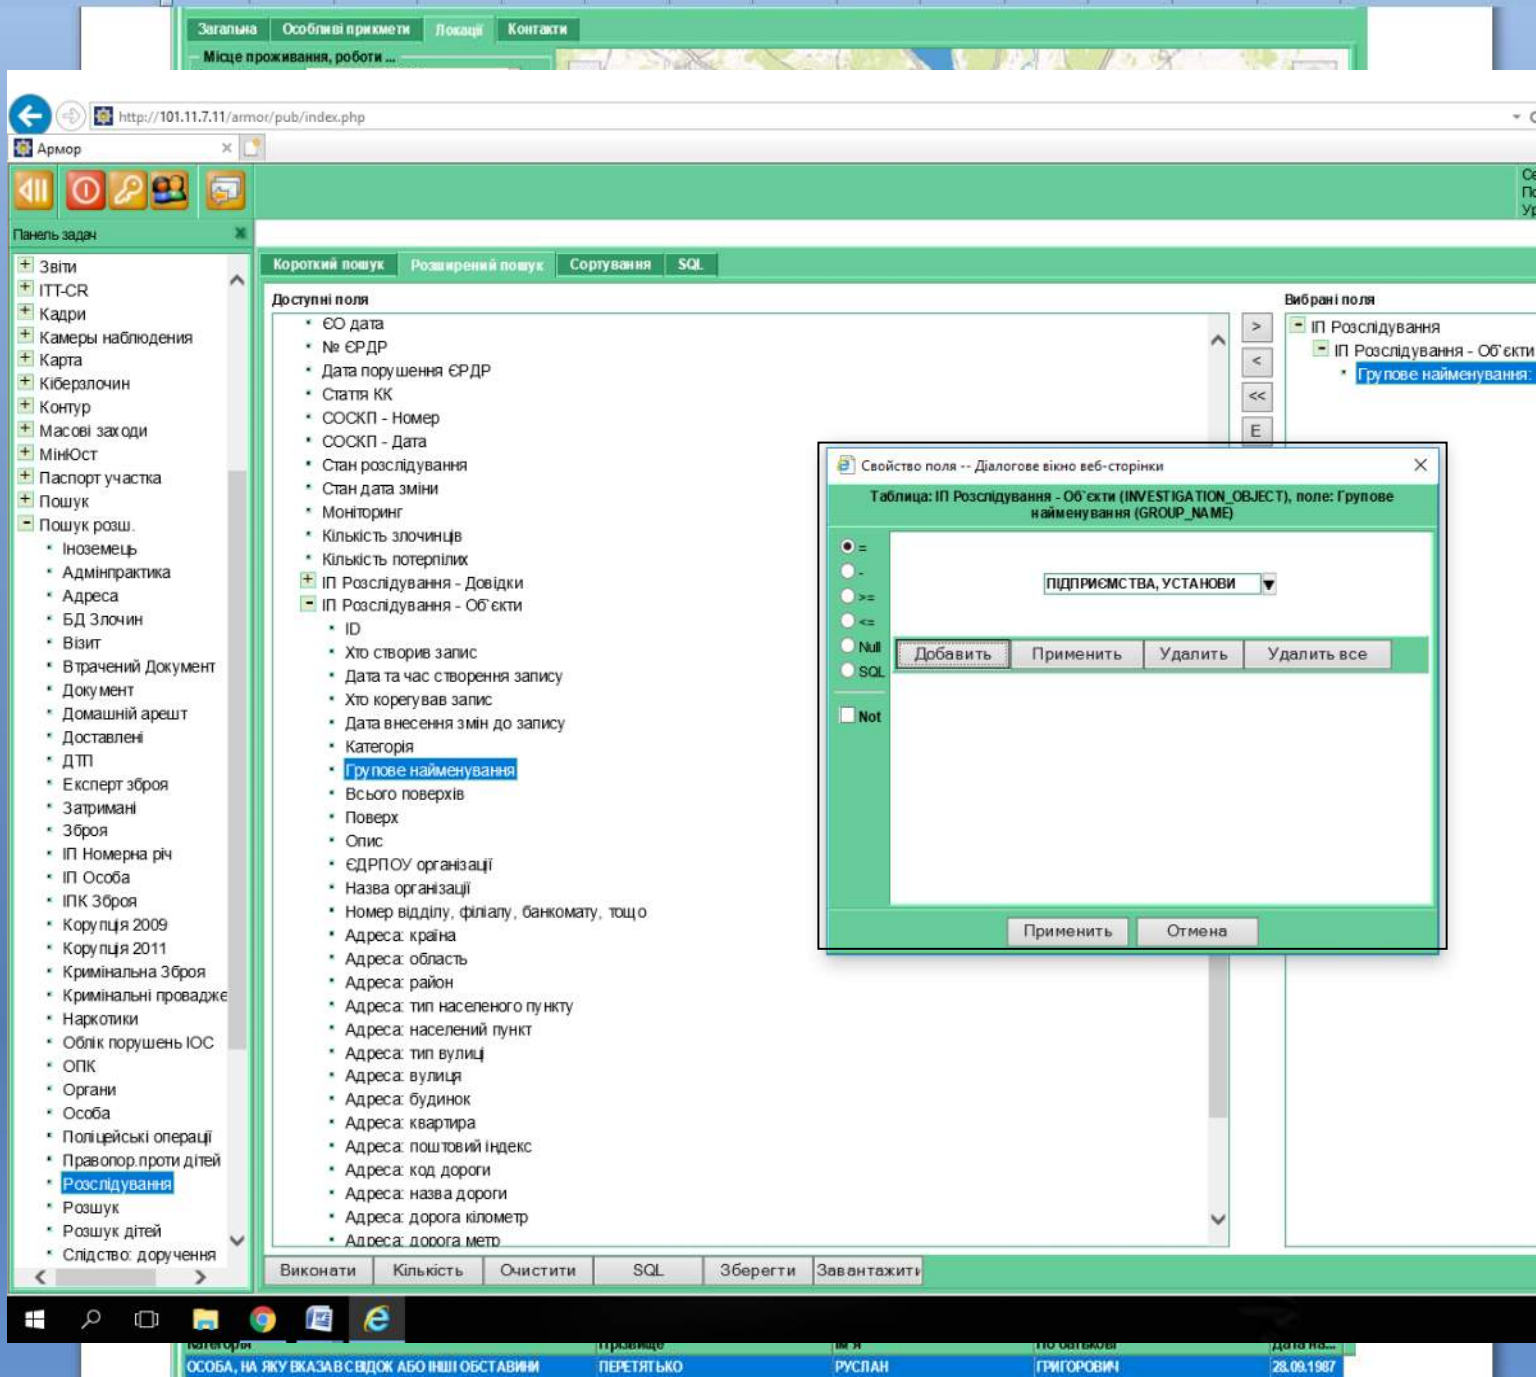 Загальна Особливі прикмети Локації Контакти
Місце проживання, роботи ...
http://101.11.7.11/armor/pub/index.php
Армор
Панель задач
Звіти
ITT-CR
Кадри
Камеры наблюдения
Карта
Кіберзлочин
Контур
Масові заходи
МінЮст
Паспорт участка
Пошук
Пошук розш.
Іноземець
Адмінпрактика
Адреса
БД Злочин
Візит
Втрачений Документ
Документ
Домашній арешт
Доставлені
ДТП
Експерт зброя
Затримані
Зброя
ІП Номерна річ
ІП Особа
ІПК Зброя
Корупція 2009
Корупція 2011
Кримінальна Зброя
Кримінальні провадже
Наркотики
Облік порушень ІОС
ОПК
Органи
Особа
Поліцейські операції
Правопор.проти дітей
Розслідування
Розшук
Розшук дітей
Слідство: доручення
Короткий пошук Розширений пошук Сортування SQL
Доступні поля
ЄО дата
№ ЄРДР
Дата порушення ЄРДР
Стаття КК
СОСКП - Номер
СОСКП - Дата
Стан розслідування
Стан дата зміни
Моніторинг
Кількість злочинців
Кількість потерпілих
ІП Розслідування - Довідки
ІП Розслідування - Об`єкти
ID
Хто створив запис
Дата та час створення запису
Хто корегував запис
Дата внесення змін до запису
Категорія
Групове найменування
Всього поверхів
Поверх
Опис
ЄДРПОУ організації
Назва організації
Номер відділу, філіалу, банкомату, тощо
Адреса: країна
Адреса: область
Адреса: район
Адреса: тип населеного пункту
Адреса: населений пункт
Адреса: тип вулиці
Адреса: вулиця
Адреса: будинок
Адреса: квартира
Адреса: поштовий індекс
Адреса: код дороги
Адреса: назва дороги
Адреса: дорога кілометр
Адреса: дорога метр
>
<
<<
E
Вибрані поля
ІП Розслідування
ІП Розслідування - Об`єкти
Групове найменування:
Свойство поля -- Діалогове вікно веб-сторінки
Таблица: ІП Розслідування - Об`єкти (INVESTIGATION_OBJECT), поле: Групове
найменування (GROUP_NAME)
=
-
>=
<=
Null
SQL
Not
ПІДПРИЄМСТВА, УСТАНОВИ
Добавить Применить Удалить Удалить все
Применить Отмена
Виконати Кількість Очистити SQL Зберегти Завантажити
Категорія Прізвище Ім'я По батькові Дата на...
ОСОБА, НА ЯКУ ВКАЗАВ СВІДОК АБО ІНШІ ОБСТАВИНИ ПЕРЕТЯТЬКО РУСЛАН ГРИГОРОВИЧ 28.09.1987